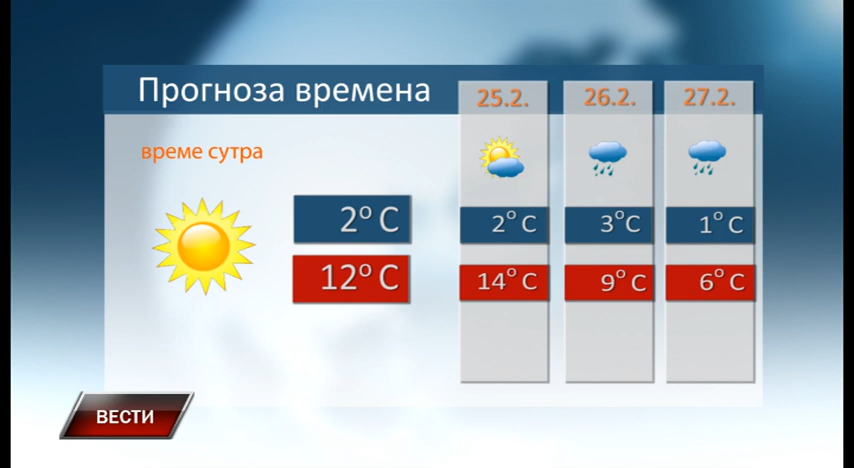 Прогноза времена
време сутра
2° C
12° C
25.2. 26.2. 27.2.
2° C 3°C 1° C
14° C 9° C 6° C
ВЕСТИ